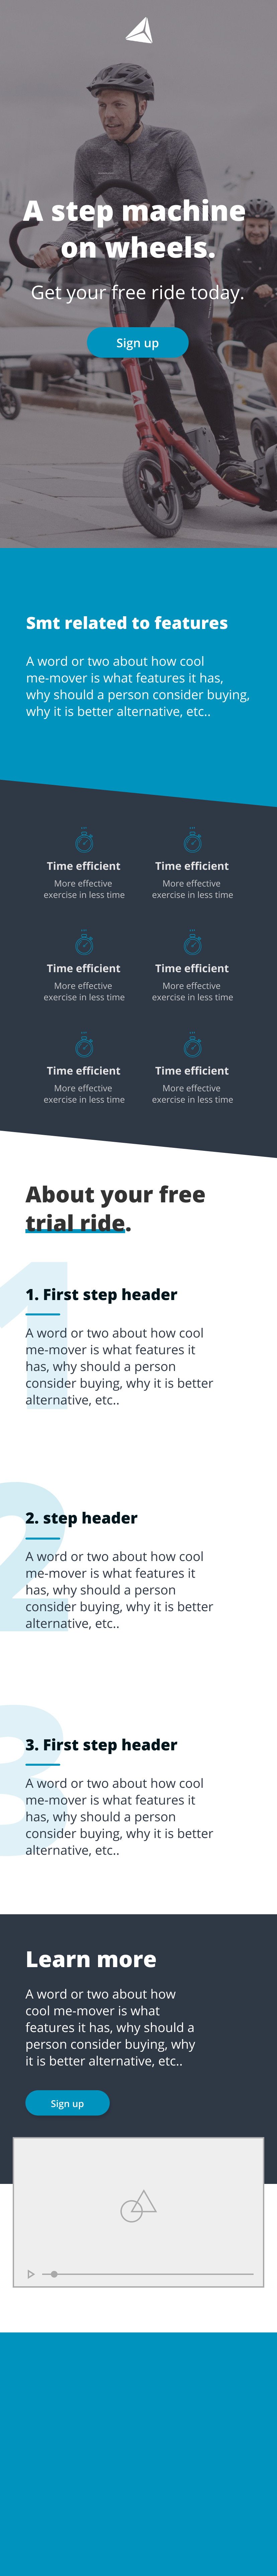 A step machine
on wheels.
Get your free ride today.
Sign up
Smt related to features
A word or two about how cool
me-mover is what features it has,
why should a person consider buying,
why it is better alternative, etc..
Time efficient
More effective
exercise in less time
Time efficient
More effective
exercise in less time
Time efficient
More effective
exercise in less time
Time efficient
More effective
exercise in less time
Time efficient
More effective
exercise in less time
Time efficient
More effective
exercise in less time
About your free
trial ride.
1
1. First step header
A word or two about how cool
me-mover is what features it
has, why should a person
consider buying, why it is better
alternative, etc..
2
2. step header
A word or two about how cool
me-mover is what features it
has, why should a person
consider buying, why it is better
alternative, etc..
3
3. First step header
A word or two about how cool
me-mover is what features it
has, why should a person
consider buying, why it is better
alternative, etc..
Learn more
A word or two about how
cool me-mover is what
features it has, why should a
person consider buying, why
it is better alternative, etc..
Sign up